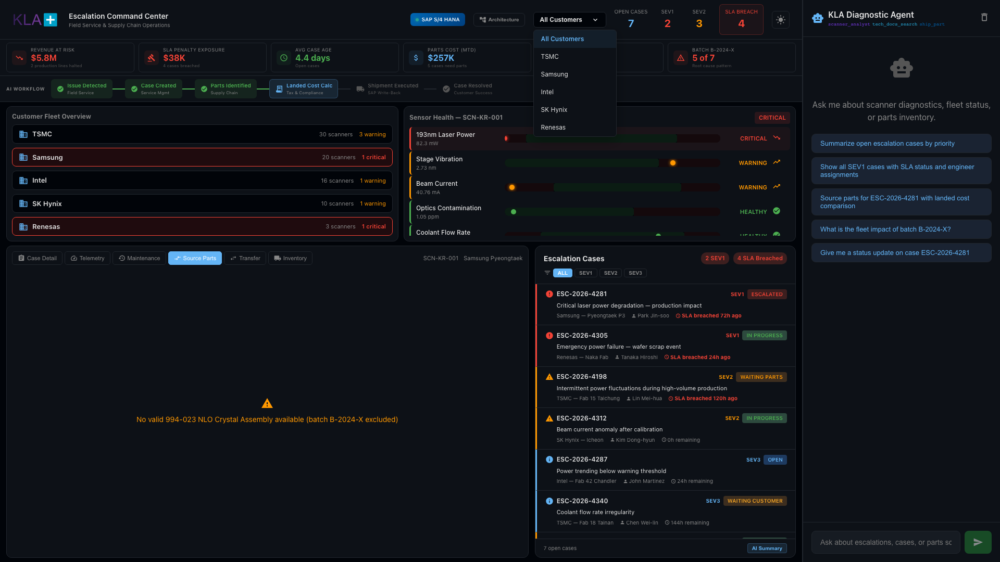 KLA
Escalation Command Center
Field Service & Supply Chain Operations
SAP S/4 HANA
Architecture
All Customers
OPEN CASES
7
SEV1
2
SEV2
3
SLA BREACH
4
All Customers
TSMC
Samsung
Intel
SK Hynix
Renesas
REVENUE AT RISK
$5.8M
2 production lines halted
SLA PENALTY EXPOSURE
$38K
4 cases breached
AVG CASE AGE
4.4 days
Open cases
PARTS COST (MTD)
$257K
5 cases need parts
BATCH B-2024-X
5 of 7
Root cause pattern
AI WORKFLOW
Issue Detected
Field Service
Case Created
Service Mgmt
Parts Identified
Supply Chain
Landed Cost Calc
Tax & Compliance
Shipment Executed
SAP Write-Back
Case Resolved
Customer Success
Customer Fleet Overview
TSMC 30 scanners 3 warning
Samsung 20 scanners 1 critical
Intel 16 scanners 1 warning
SK Hynix 10 scanners 1 warning
Renesas 3 scanners 1 critical
Sensor Health — SCN-KR-001 CRITICAL
193nm Laser Power
82.3 mW
CRITICAL
Stage Vibration
2.73 nm
WARNING
Beam Current
40.76 mA
WARNING
Optics Contamination
1.05 ppm
HEALTHY
Coolant Flow Rate
HEALTHY
Case Detail Telemetry Maintenance Source Parts Transfer Inventory
SCN-KR-001 Samsung Pyeongtaek
No valid 994-023 NLO Crystal Assembly available (batch B-2024-X excluded)
Escalation Cases 2 SEV1 4 SLA Breached
ALL SEV1 SEV2 SEV3
ESC-2026-4281 SEV1 ESCALATED
Critical laser power degradation — production impact
Samsung — Pyeongtaek P3 Park Jin-soo SLA breached 72h ago
ESC-2026-4305 SEV1 IN PROGRESS
Emergency power failure — wafer scrap event
Renesas — Naka Fab Tanaka Hiroshi SLA breached 24h ago
ESC-2026-4198 SEV2 WAITING PARTS
Intermittent power fluctuations during high-volume production
TSMC — Fab 15 Taichung Lin Mei-hua SLA breached 120h ago
ESC-2026-4312 SEV2 IN PROGRESS
Beam current anomaly after calibration
SK Hynix — Icheon Kim Dong-hyun 0h remaining
ESC-2026-4287 SEV3 OPEN
Power trending below warning threshold
Intel — Fab 42 Chandler John Martinez 24h remaining
ESC-2026-4340 SEV3 WAITING CUSTOMER
Coolant flow rate irregularity
TSMC — Fab 18 Tainan Chen Wei-lin 144h remaining
7 open cases
AI Summary
KLA Diagnostic Agent
scanner_analyst tech_docs_search ship_part
Ask me about scanner diagnostics, fleet status,
or parts inventory.
Summarize open escalation cases by priority
Show all SEV1 cases with SLA status and engineer
assignments
Source parts for ESC-2026-4281 with landed cost
comparison
What is the fleet impact of batch B-2024-X?
Give me a status update on case ESC-2026-4281
Ask about escalations, cases, or parts sc